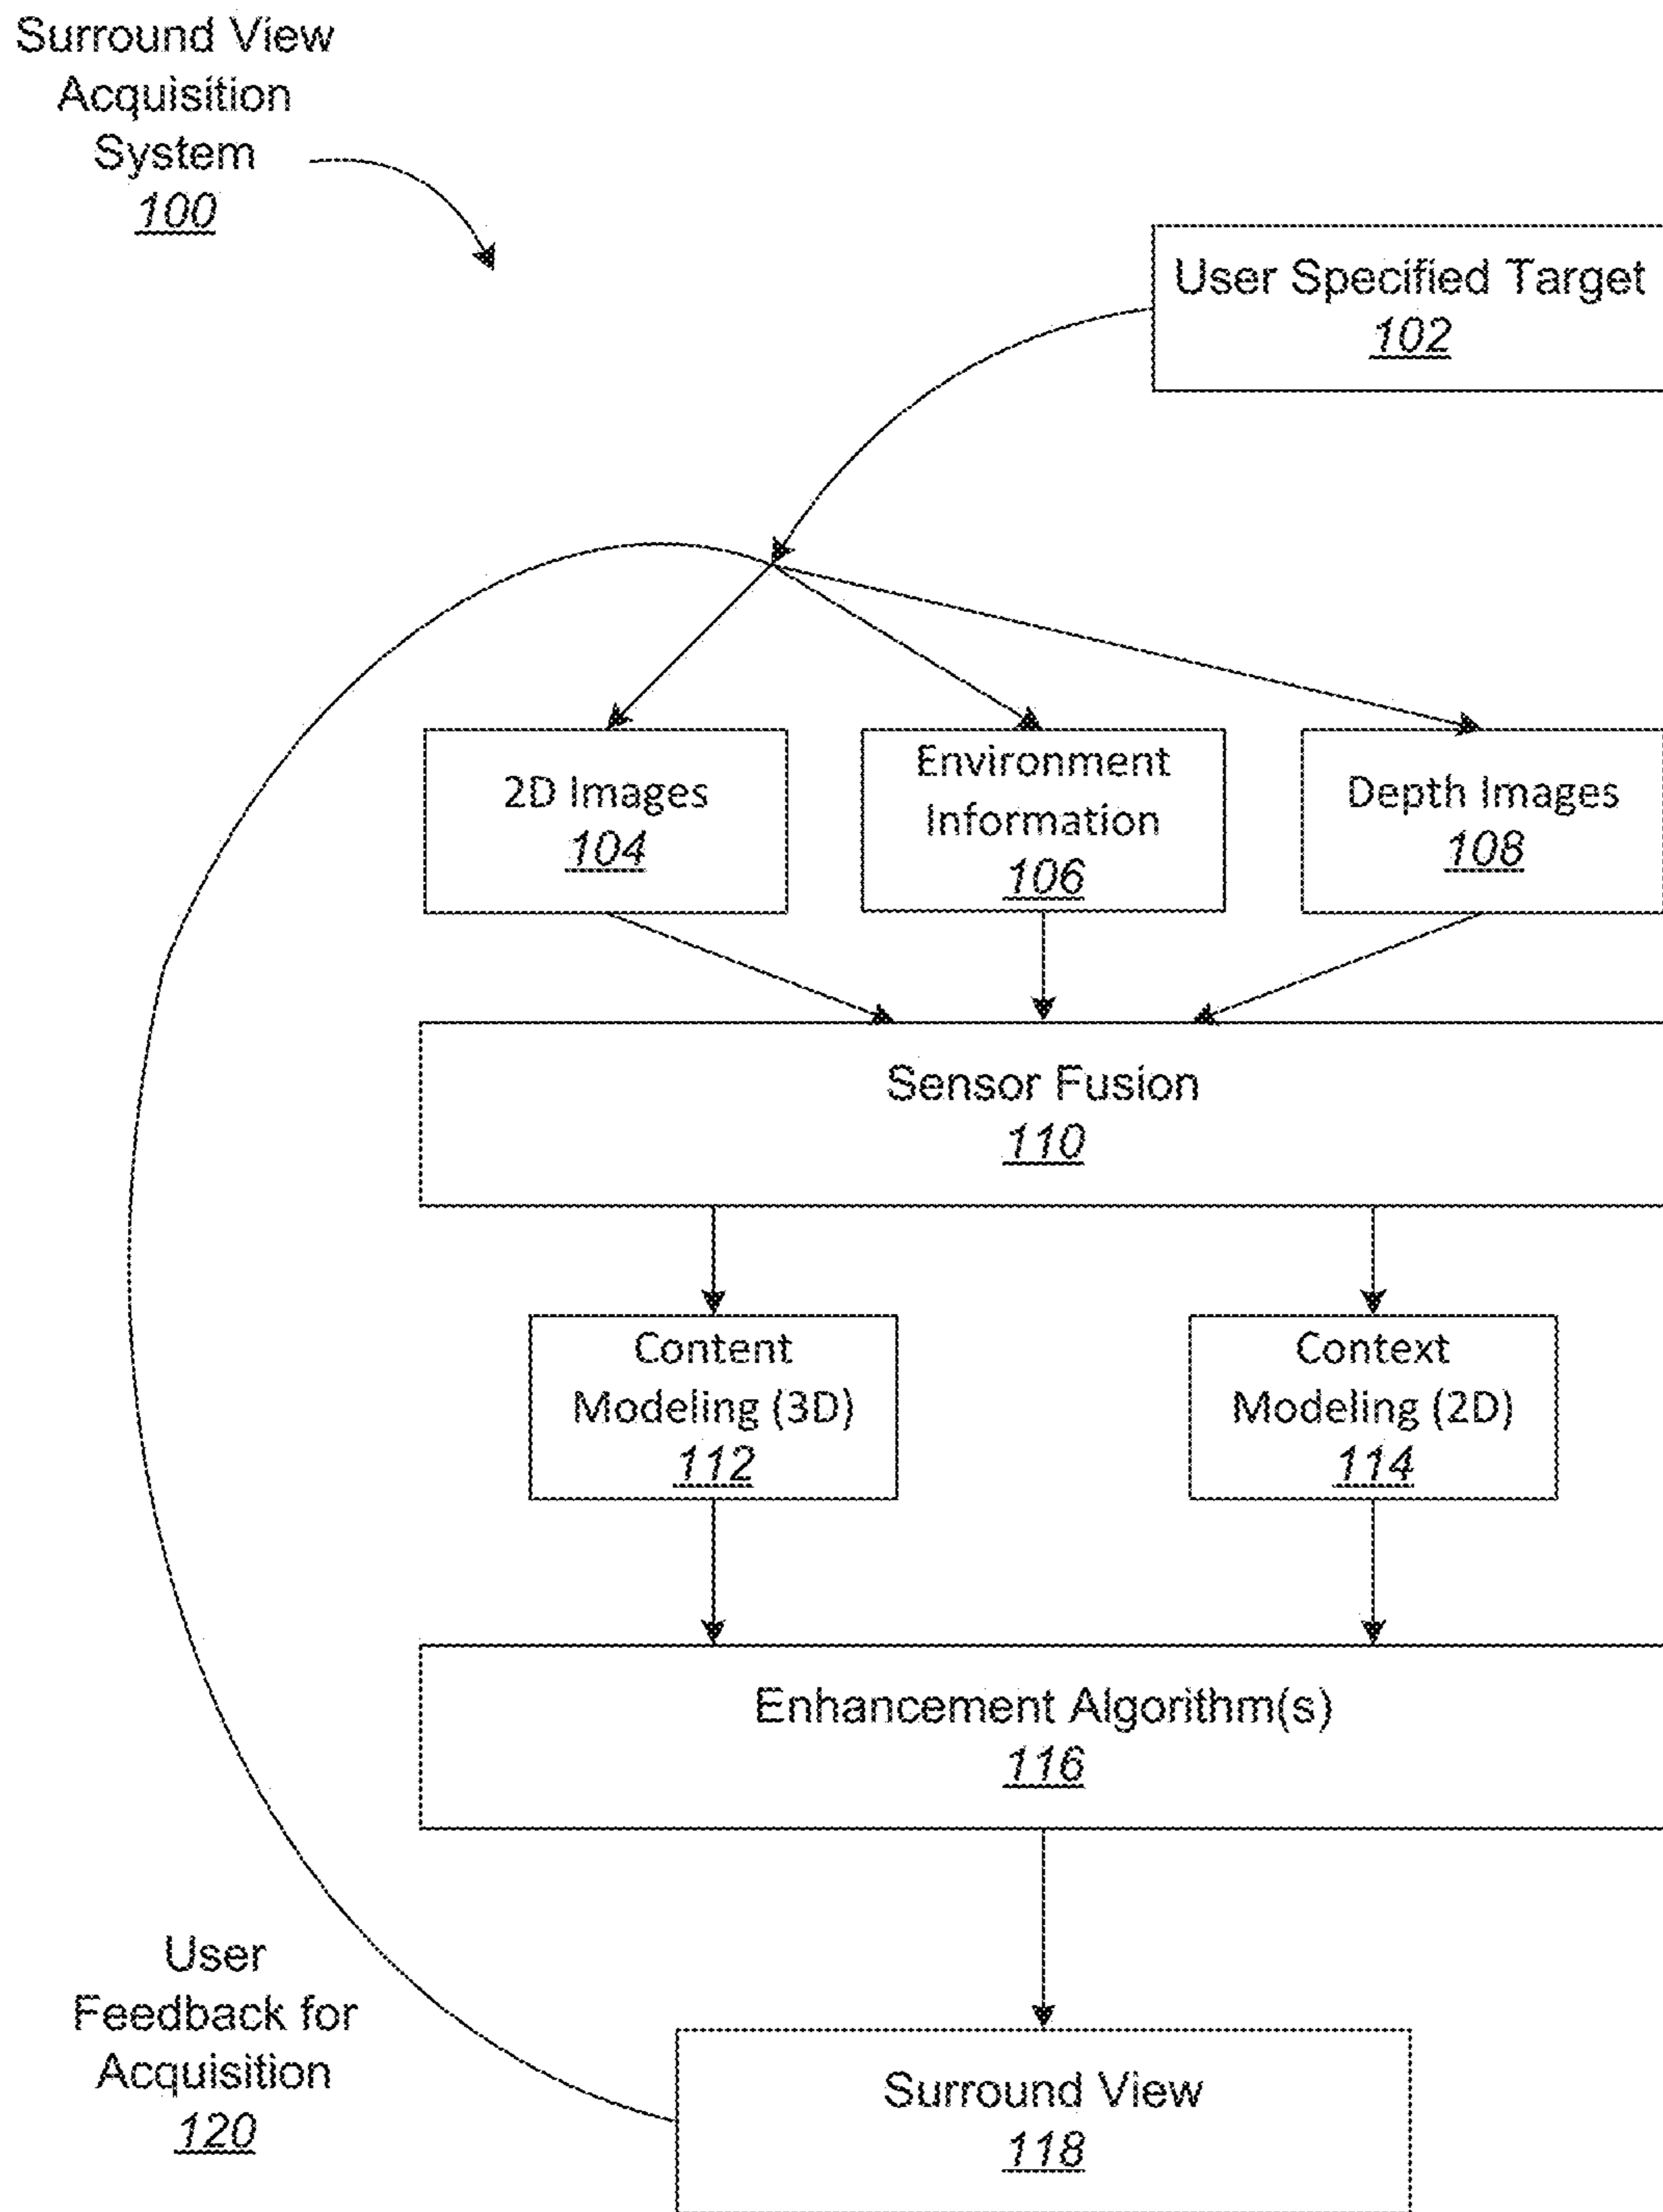 Surround View
Acquisition
System
100
User Specified Target
102
2D Images
104
Environment
Information
106
Depth Images
108
Sensor Fusion
110
Content
Modeling (3D)
112
Context
Modeling (2D)
114
Enhancement Algorithm(s)
116
User
Feedback for
Acquisition
120
Surround View
118